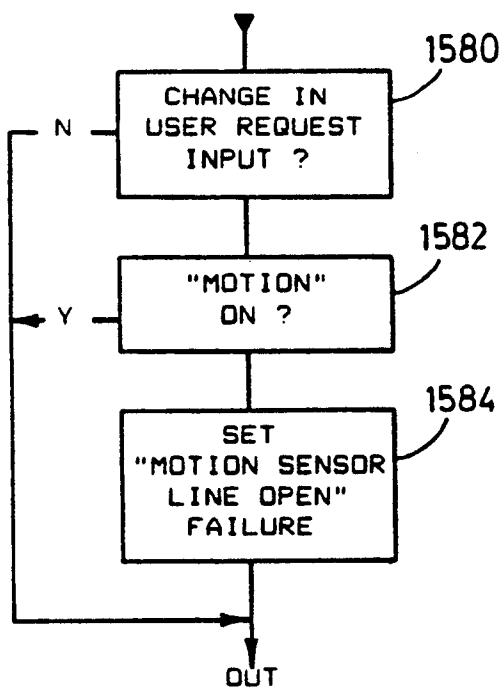 1580
CHANGE IN
USER REQUEST
INPUT ?
N
1582
"MOTION"
ON ?
Y
1584
SET
"MOTION SENSOR
LINE OPEN"
FAILURE
OUT